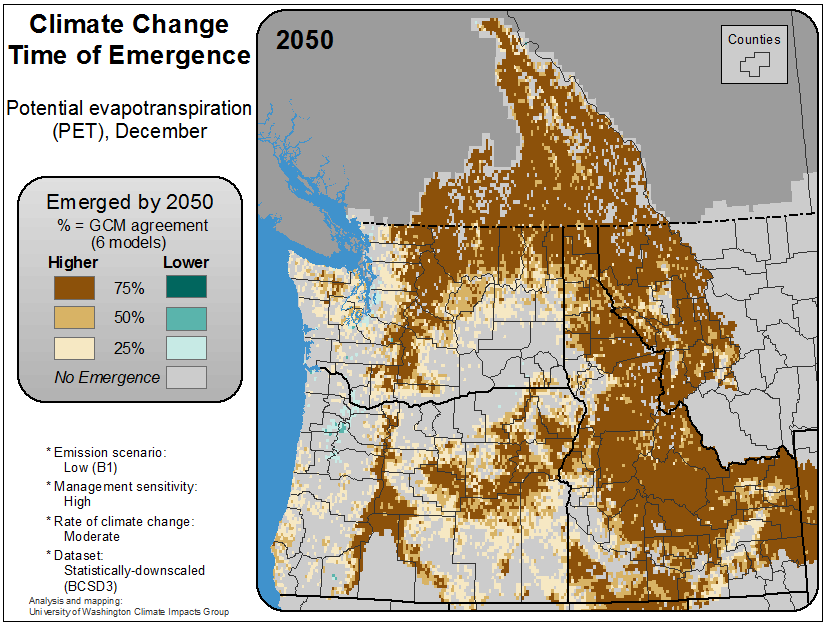 Climate Change
Time of Emergence
Potential evapotranspiration
(PET), December
Emerged by 2050
% = GCM agreement
(6 models)
Higher Lower
75%
50%
25%
No Emergence
* Emission scenario:
Low (B1)
* Management sensitivity:
High
* Rate of climate change:
Moderate
* Dataset:
Statistically-downscaled
(BCSD3)
Analysis and mapping:
University of Washington Climate Impacts Group
2050
Counties